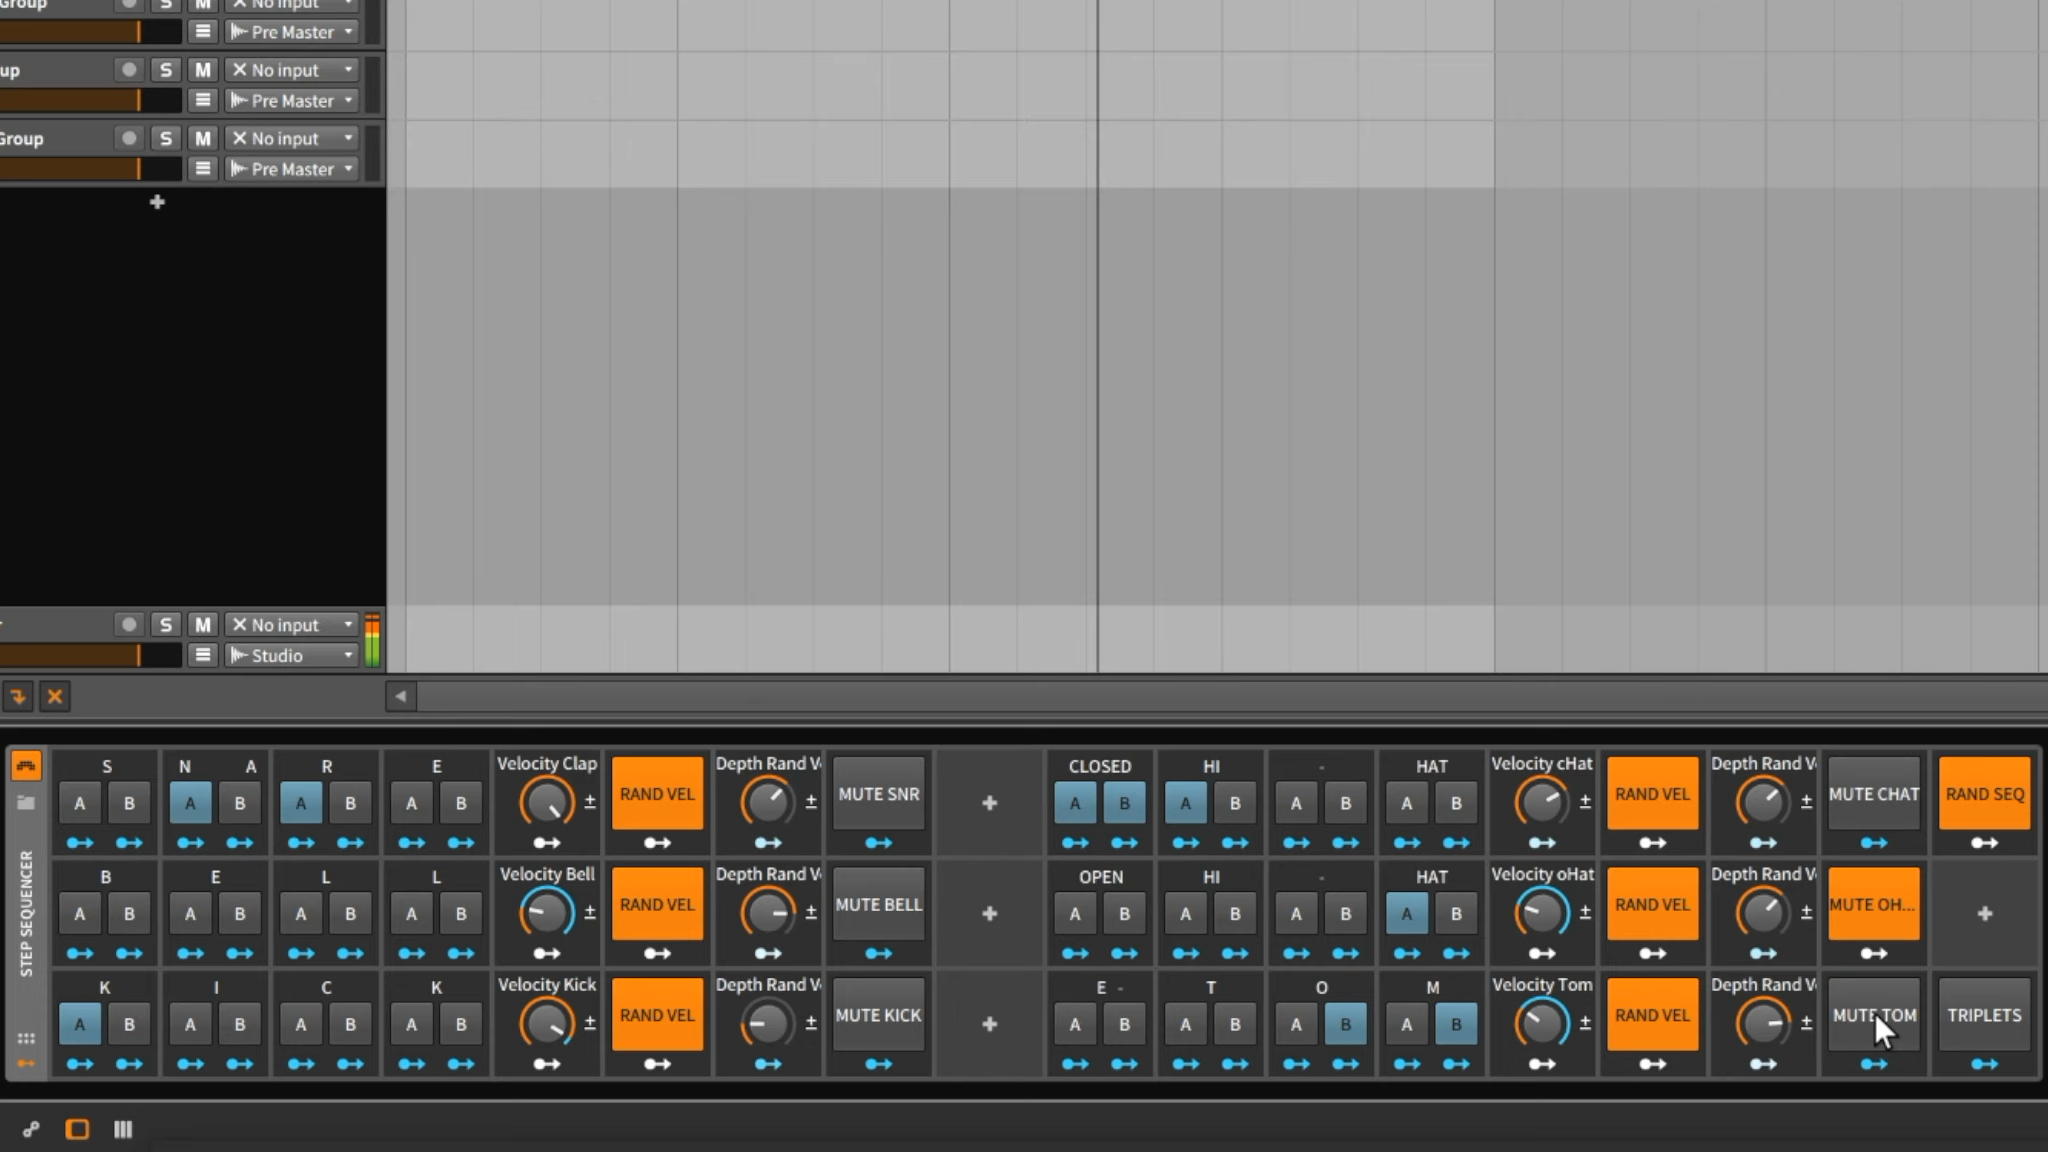 Group S M No input
Pre Master
up S M No input
Pre Master
Group S M No input
Pre Master
S M No input
Studio
STEP SEQUENCER
S N A R E Velocity Clap RAND VEL Depth Rand V MUTE SNR CLOSED HI - HAT Velocity cHat RAND VEL Depth Rand V MUTE CHAT RAND SEQ
A B A B A B A B A B A B A B A B
B E L L Velocity Bell RAND VEL Depth Rand V MUTE BELL OPEN HI - HAT Velocity oHat RAND VEL Depth Rand V MUTE OH...
A B A B A B A B A B A B A B A B
K I C K Velocity Kick RAND VEL Depth Rand V MUTE KICK E - T O M Velocity Tom RAND VEL Depth Rand V MUTE TOM TRIPLETS
A B A B A B A B A B A B A B A B